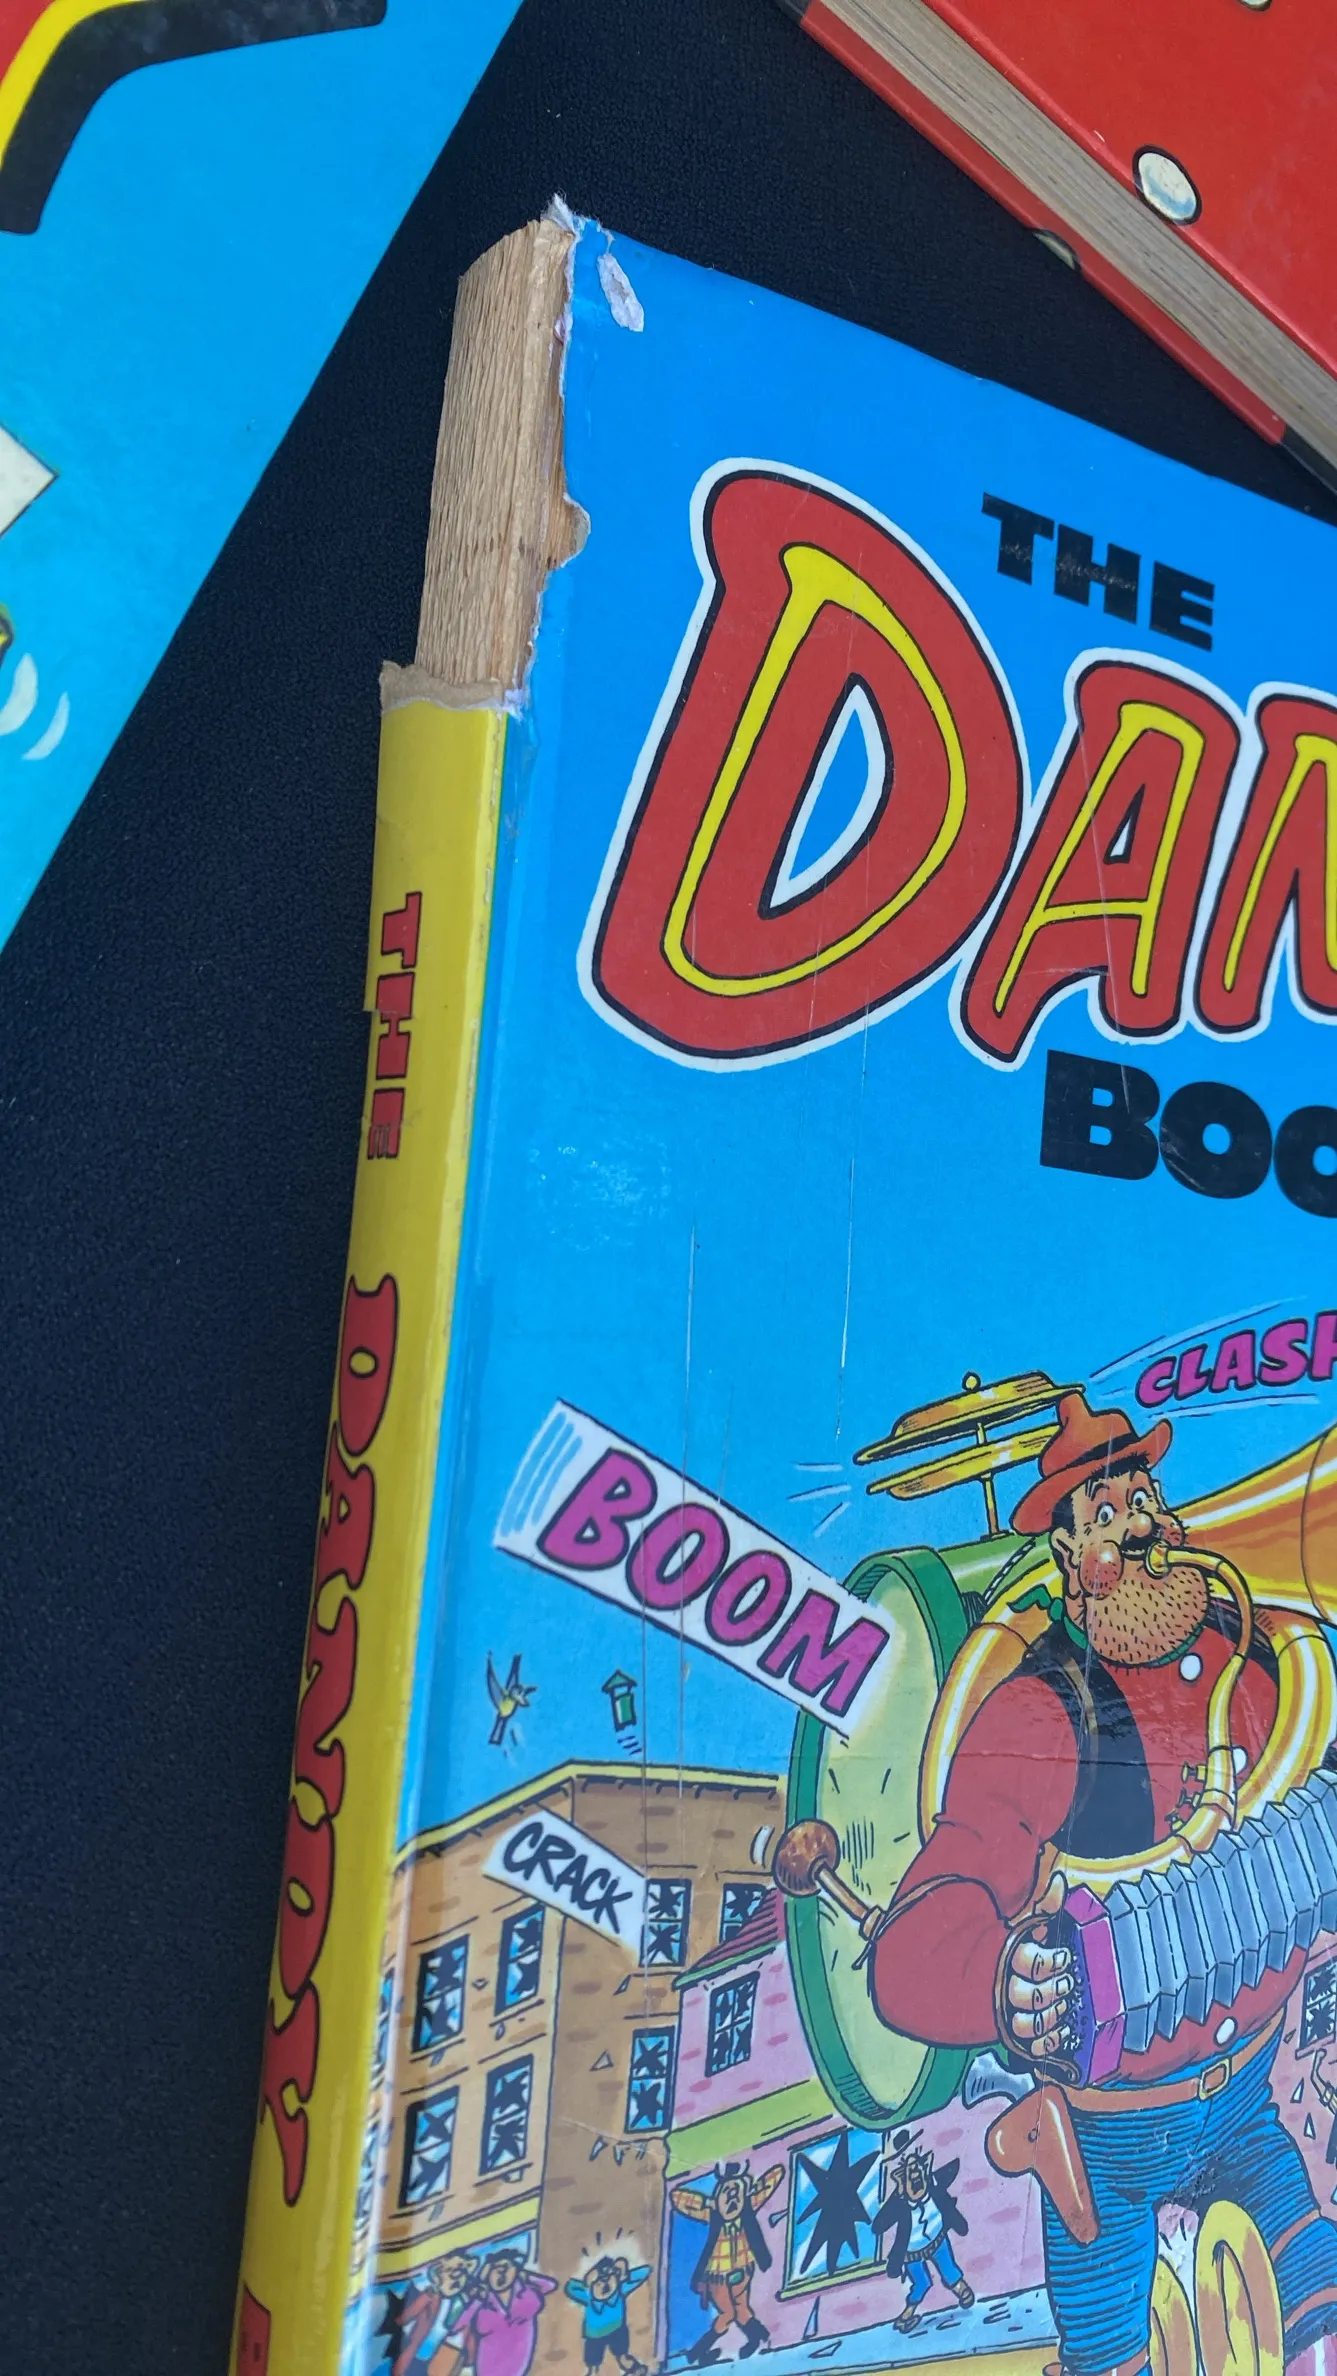 THE
DAN
BOO
CLASH
BOOM
CRACK
THE DANDY